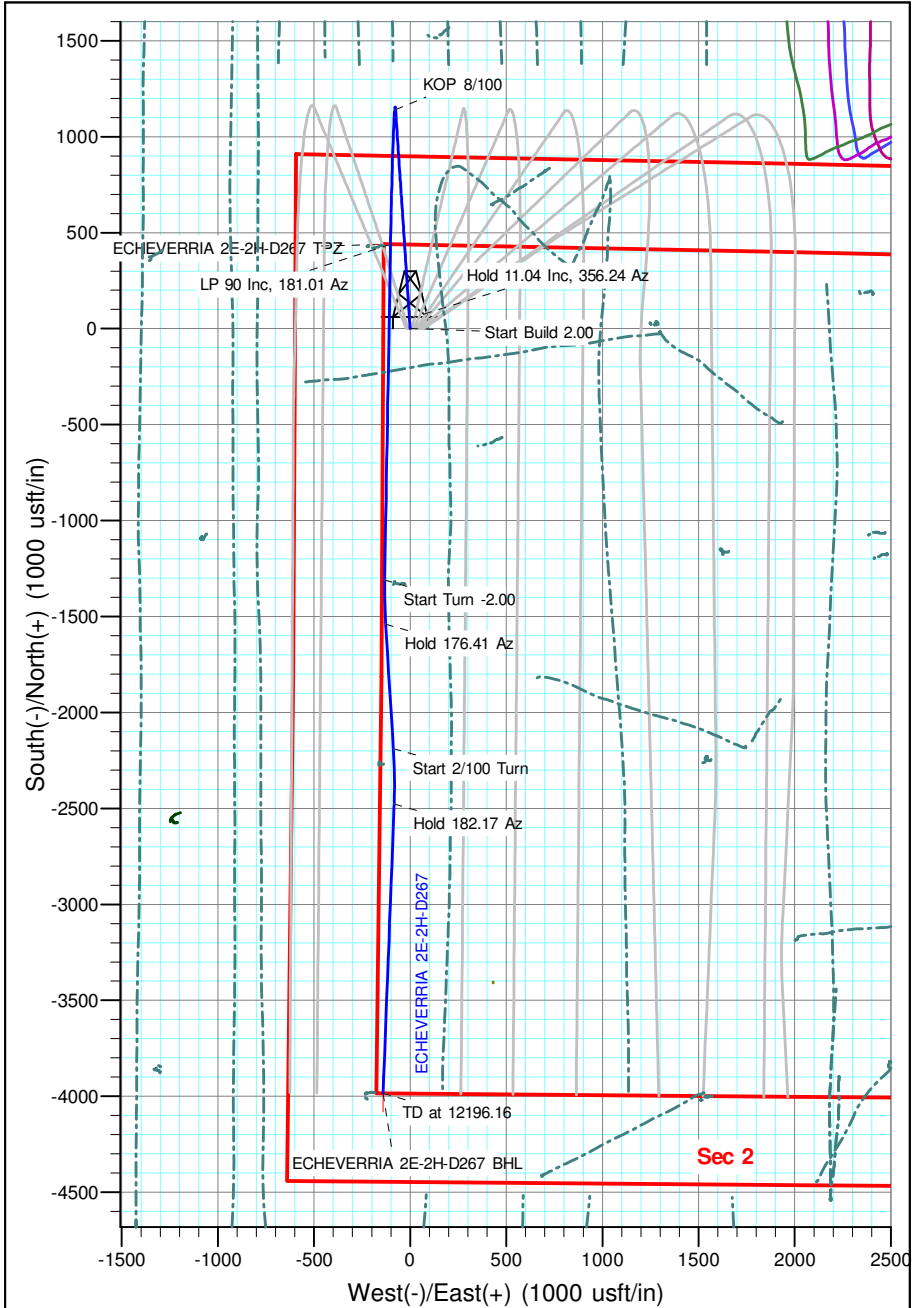 1500
1000
500
0
-500
-1000
-1500
-2000
-2500
-3000
-3500
-4000
-4500
South(-)/North(+) (1000 usft/in)
KOP 8/100
ECHEVERRIA 2E-2H-D267 TPZ
LP 90 Inc, 181.01 Az
Hold 11.04 Inc, 356.24 Az
Start Build 2.00
Start Turn -2.00
Hold 176.41 Az
Start 2/100 Turn
Hold 182.17 Az
ECHEVERRIA 2E-2H-D267
TD at 12196.16
ECHEVERRIA 2E-2H-D267 BHL
Sec 2
-1500 -1000 -500 0 500 1000 1500 2000 2500
West(-)/East(+) (1000 usft/in)